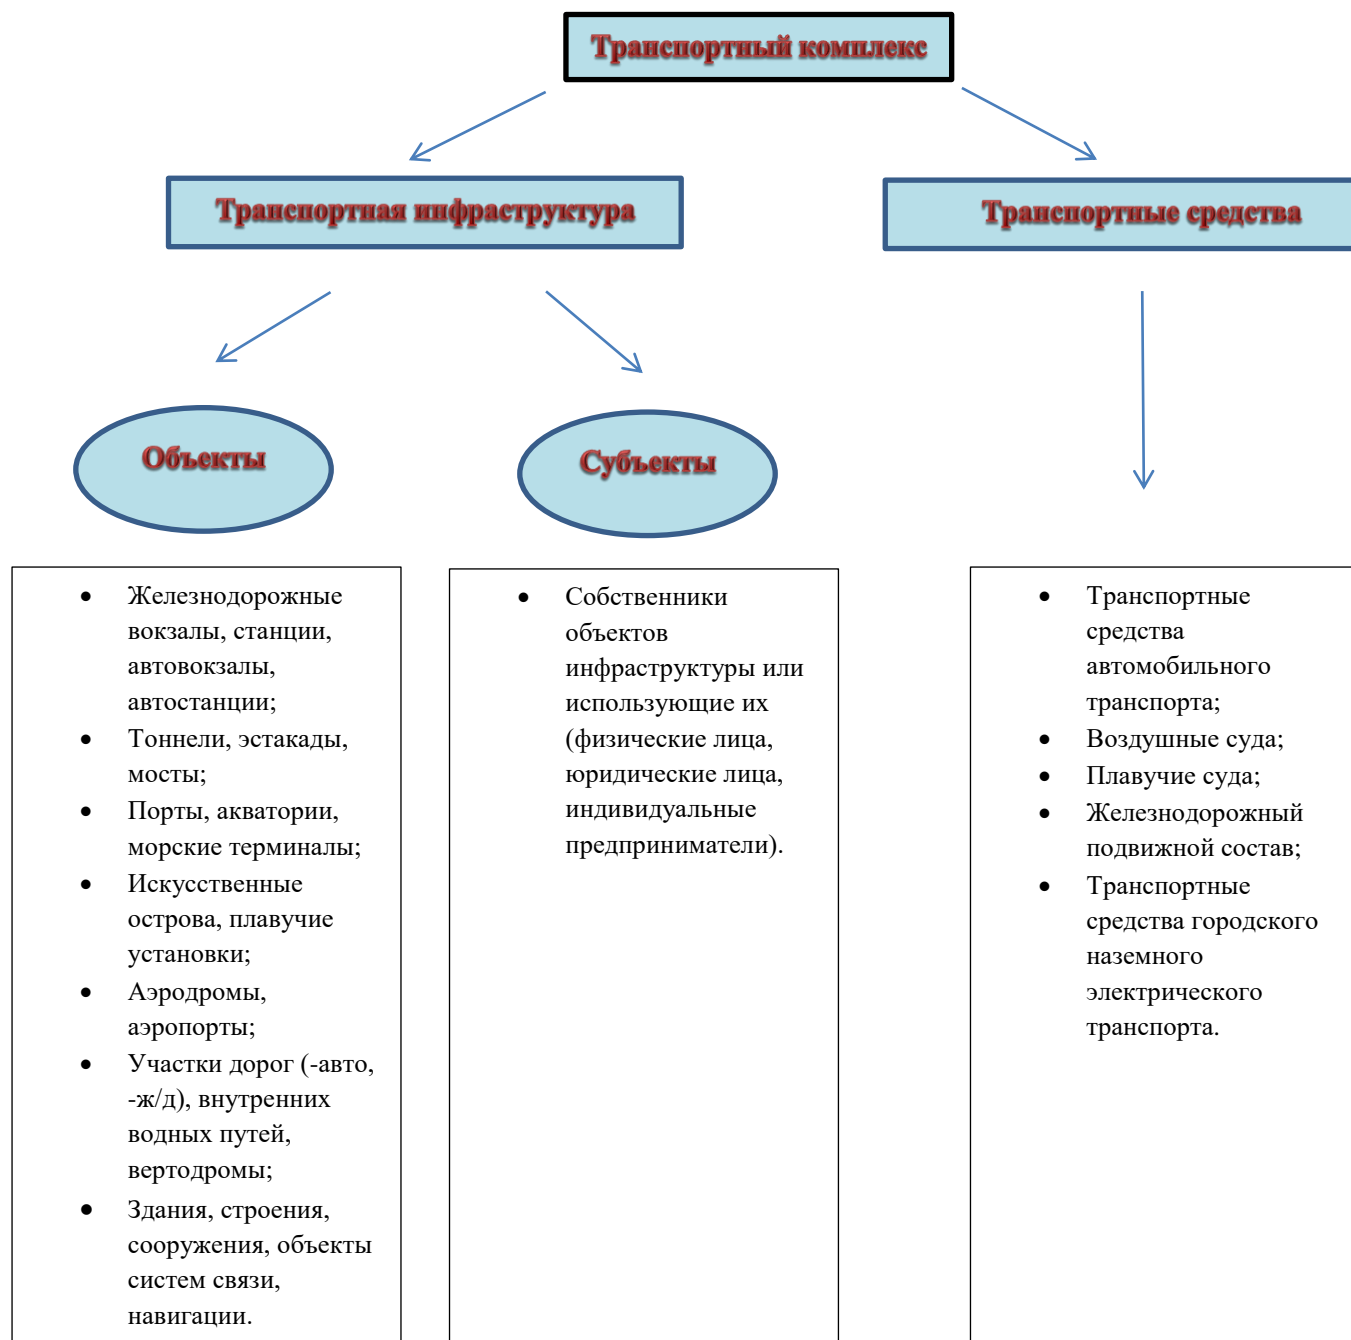 Транспортный комплекс
Транспортная инфраструктура
Транспортные средства
Объекты
Субъекты
• Железнодорожные
вокзалы, станции,
автовокзалы,
автостанции;
• Тоннели, эстакады,
мосты;
• Порты, акватории,
морские терминалы;
• Искусственные
острова, плавучие
установки;
• Аэродромы,
аэропорты;
• Участки дорог (-авто,
-ж/д), внутренних
водных путей,
вертодромы;
• Здания, строения,
сооружения, объекты
систем связи,
навигации.
• Собственники
объектов
инфраструктуры или
использующие их
(физические лица,
юридические лица,
индивидуальные
предприниматели).
• Транспортные
средства
автомобильного
транспорта;
• Воздушные суда;
• Плавучие суда;
• Железнодорожный
подвижной состав;
• Транспортные
средства городского
наземного
электрического
транспорта.